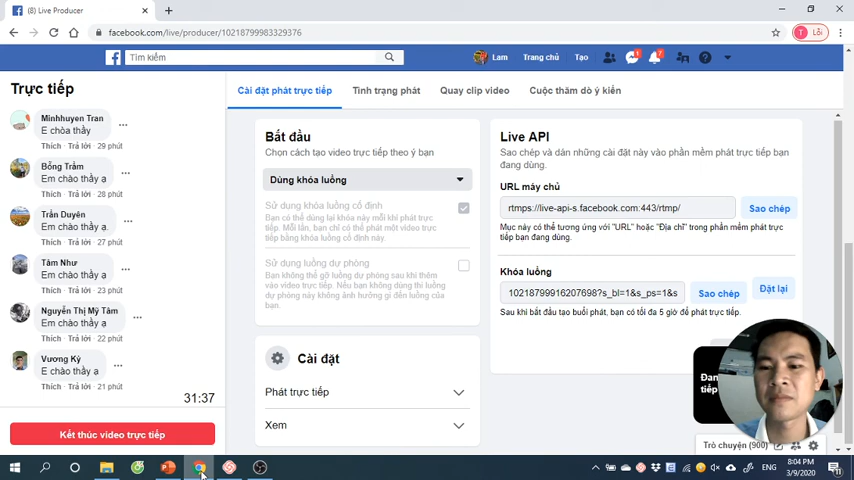 (8) Live Producer
facebook.com/live/producer/10218799983329376
Lỗi
Tìm kiếm
Lam
Trang chủ
Tạo
1
7
Trực tiếp
Minhhuyen Tran
E chòa thầy
Thích · Trả lời · 29 phút
Bống Trầm
Em chào thầy ạ
Thích · Trả lời · 28 phút
Trần Duyên
Em chào thầy ạ.
Thích · Trả lời · 27 phút
Tâm Như
Em chào thầy ạ
Thích · Trả lời · 23 phút
Nguyễn Thị Mỹ Tâm
Em chào thầy ạ
Thích · Trả lời · 22 phút
Vương Kỳ
E chào thầy ạ
Thích · Trả lời · 21 phút
31:37
Kết thúc video trực tiếp
Cài đặt phát trực tiếp
Tình trạng phát
Quay clip video
Cuộc thăm dò ý kiến
Bắt đầu
Chọn cách tạo video trực tiếp theo ý bạn
Dùng khóa luồng
Sử dụng khóa luồng cố định
Bạn có thể dùng lại khóa này mỗi khi phát trực
tiếp. Mỗi lần, bạn chỉ có thể phát một video trực
tiếp bằng khóa luồng cố định này.
Sử dụng luồng dự phòng
Bạn không thể gỡ luồng dự phòng sau khi thêm
vào video trực tiếp. Nếu bạn không dùng thì luồng
dự phòng này không ảnh hưởng gì đến luồng của
bạn.
Cài đặt
Phát trực tiếp
Xem
Live API
Sao chép và dán những cài đặt này vào phần mềm phát trực tiếp bạn
đang dùng.
URL máy chủ
rtmps://live-api-s.facebook.com:443/rtmp/
Sao chép
Mục này có thể tương ứng với "URL" hoặc "Địa chỉ" trong phần mềm phát trực
tiếp bạn đang dùng.
Khóa luồng
10218799916207698?s_bl=1&s_ps=1&s
Sao chép
Đặt lại
Sau khi bắt đầu tạo buổi phát, bạn có tối đa 5 giờ để phát trực tiếp.
tiếp
Trò chuyện (900)
ENG
8:04 PM
3/9/2020